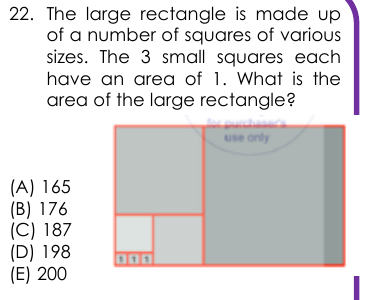 22. The large rectangle is made up
of a number of squares of various
sizes. The 3 small squares each
have an area of 1. What is the
area of the large rectangle?
for purchaser's
use only
(A) 165
(B) 176
(C) 187
(D) 198
(E) 200
1 1 1